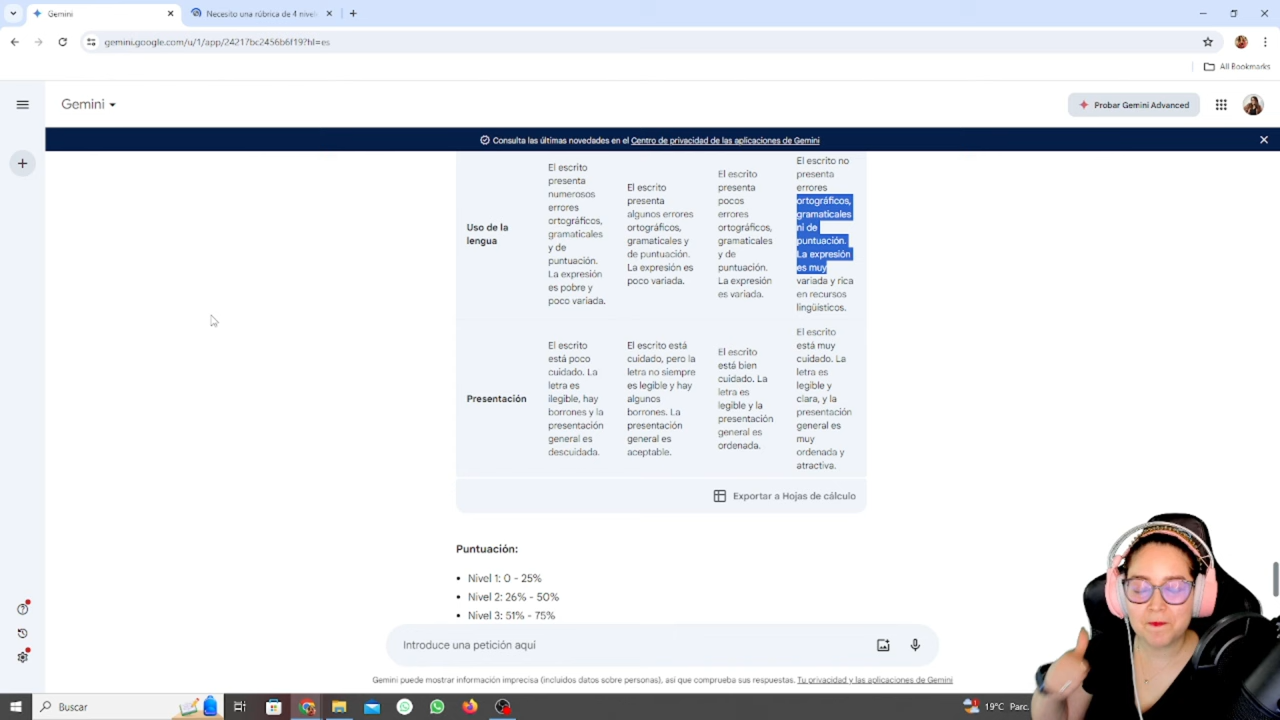 Gemini
Necesito una rúbrica de 4 nivel
gemini.google.com/u/1/app/24217bc2456b6f19?hl=es
All Bookmarks
Gemini
Probar Gemini Advanced
Consulta las últimas novedades en el Centro de privacidad de las aplicaciones de Gemini
Uso de la
lengua
El escrito
presenta
numerosos
errores
ortográficos,
gramaticales
y de
puntuación.
La expresión
es pobre y
poco variada.
El escrito
presenta
algunos errores
ortográficos,
gramaticales y
de puntuación.
La expresión es
poco variada.
El escrito
presenta
pocos
errores
ortográficos,
gramaticales
y de
puntuación.
La expresión
es variada.
El escrito no
presenta
errores
ortográficos,
gramaticales
ni de
puntuación.
La expresión
es muy
variada y rica
en recursos
lingüísticos.
Presentación
El escrito
está poco
cuidado. La
letra es
ilegible, hay
borrones y la
presentación
general es
descuidada.
El escrito está
cuidado, pero la
letra no siempre
es legible y hay
algunos
borrones. La
presentación
general es
aceptable.
El escrito
está bien
cuidado. La
letra es
legible y la
presentación
general es
ordenada.
El escrito
está muy
cuidado. La
letra es
legible y
clara, y la
presentación
general es
muy
ordenada y
atractiva.
Exportar a Hojas de cálculo
Puntuación:
• Nivel 1: 0 - 25%
• Nivel 2: 26% - 50%
• Nivel 3: 51% - 75%
Introduce una petición aquí
Gemini puede mostrar información imprecisa (incluidos datos sobre personas), así que comprueba sus respuestas. Tu privacidad y las aplicaciones de Gemini
Buscar
19°C Parc.